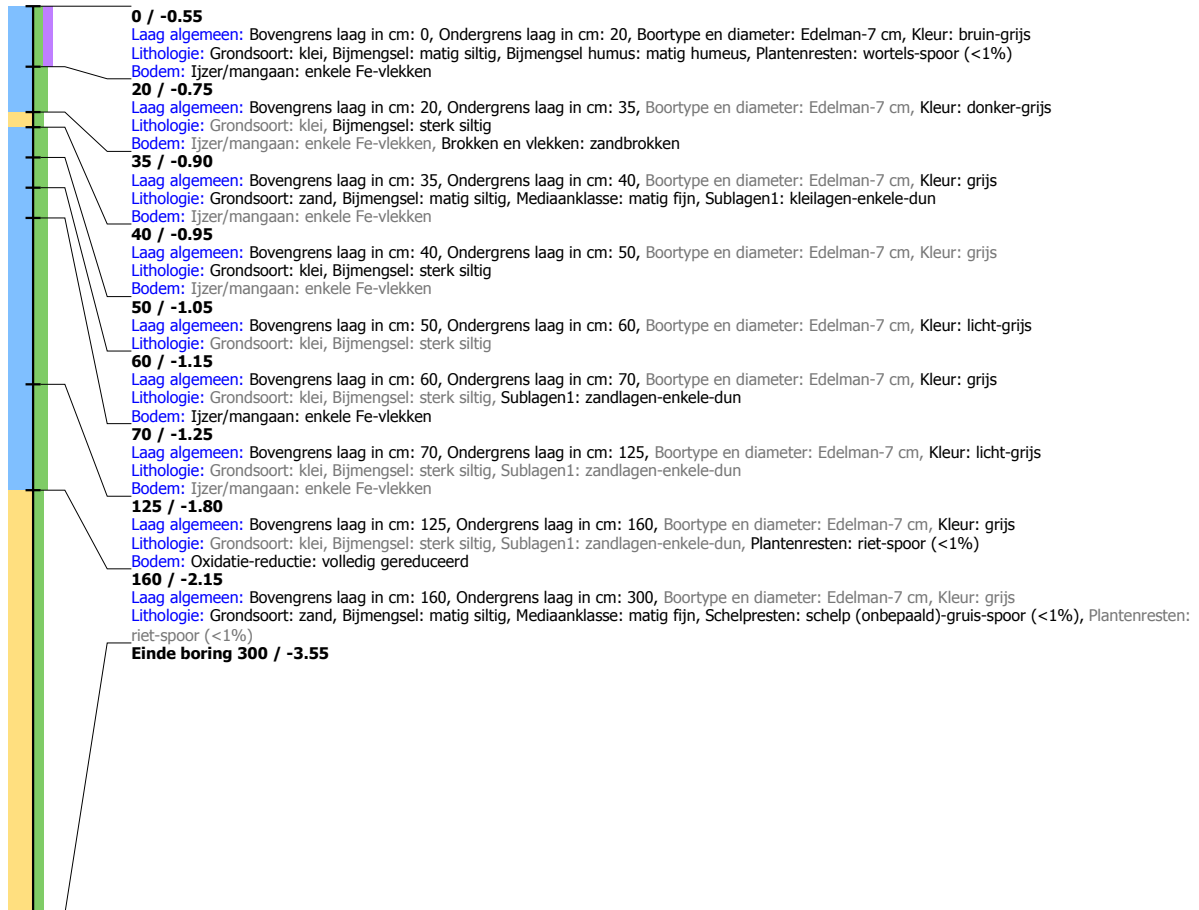 0 / -0.55
Laag algemeen: Bovengrens laag in cm: 0, Ondergrens laag in cm: 20, Boortype en diameter: Edelman-7 cm, Kleur: bruin-grijs
Lithologie: Grondsoort: klei, Bijmengsel: matig siltig, Bijmengsel humus: matig humeus, Plantenresten: wortels-spoor (<1%)
Bodem: Ijzer/mangaan: enkele Fe-vlekken
20 / -0.75
Laag algemeen: Bovengrens laag in cm: 20, Ondergrens laag in cm: 35, Boortype en diameter: Edelman-7 cm, Kleur: donker-grijs
Lithologie: Grondsoort: klei, Bijmengsel: sterk siltig
Bodem: Ijzer/mangaan: enkele Fe-vlekken, Brokken en vlekken: zandbrokken
35 / -0.90
Laag algemeen: Bovengrens laag in cm: 35, Ondergrens laag in cm: 40, Boortype en diameter: Edelman-7 cm, Kleur: grijs
Lithologie: Grondsoort: zand, Bijmengsel: matig siltig, Mediaanklasse: matig fijn, Sublagen1: kleilagen-enkele-dun
Bodem: Ijzer/mangaan: enkele Fe-vlekken
40 / -0.95
Laag algemeen: Bovengrens laag in cm: 40, Ondergrens laag in cm: 50, Boortype en diameter: Edelman-7 cm, Kleur: grijs
Lithologie: Grondsoort: klei, Bijmengsel: sterk siltig
Bodem: Ijzer/mangaan: enkele Fe-vlekken
50 / -1.05
Laag algemeen: Bovengrens laag in cm: 50, Ondergrens laag in cm: 60, Boortype en diameter: Edelman-7 cm, Kleur: licht-grijs
Lithologie: Grondsoort: klei, Bijmengsel: sterk siltig
60 / -1.15
Laag algemeen: Bovengrens laag in cm: 60, Ondergrens laag in cm: 70, Boortype en diameter: Edelman-7 cm, Kleur: grijs
Lithologie: Grondsoort: klei, Bijmengsel: sterk siltig, Sublagen1: zandlagen-enkele-dun
Bodem: Ijzer/mangaan: enkele Fe-vlekken
70 / -1.25
Laag algemeen: Bovengrens laag in cm: 70, Ondergrens laag in cm: 125, Boortype en diameter: Edelman-7 cm, Kleur: licht-grijs
Lithologie: Grondsoort: klei, Bijmengsel: sterk siltig, Sublagen1: zandlagen-enkele-dun
Bodem: Ijzer/mangaan: enkele Fe-vlekken
125 / -1.80
Laag algemeen: Bovengrens laag in cm: 125, Ondergrens laag in cm: 160, Boortype en diameter: Edelman-7 cm, Kleur: grijs
Lithologie: Grondsoort: klei, Bijmengsel: sterk siltig, Sublagen1: zandlagen-enkele-dun, Plantenresten: riet-spoor (<1%)
Bodem: Oxidatie-reductie: volledig gereduceerd
160 / -2.15
Laag algemeen: Bovengrens laag in cm: 160, Ondergrens laag in cm: 300, Boortype en diameter: Edelman-7 cm, Kleur: grijs
Lithologie: Grondsoort: zand, Bijmengsel: matig siltig, Mediaanklasse: matig fijn, Schelpresten: schelp (onbepaald)-gruis-spoor (<1%), Plantenresten:
riet-spoor (<1%)
Einde boring 300 / -3.55